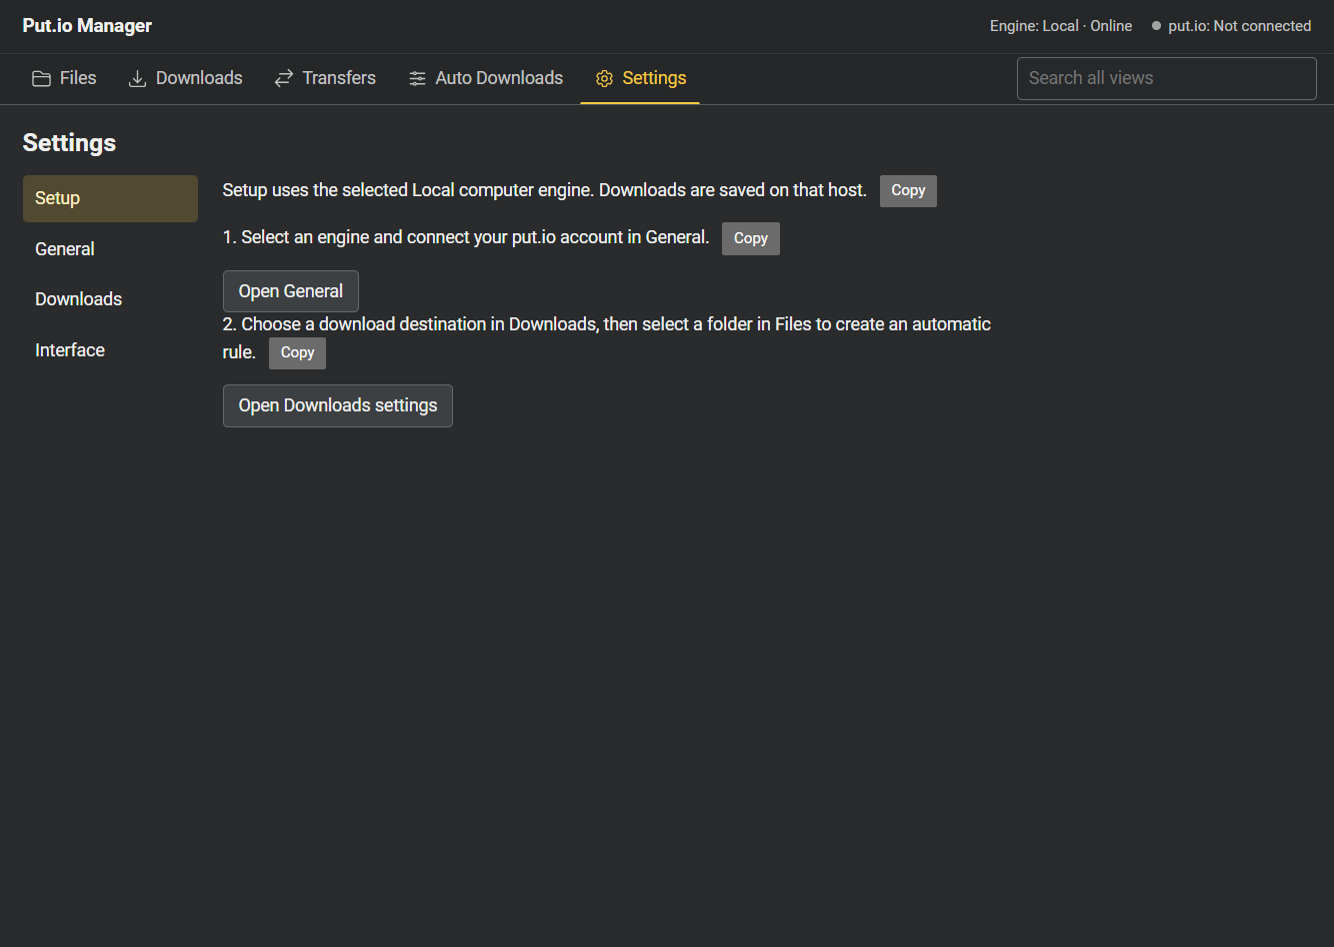 Put.io Manager
Engine: Local · Online
put.io: Not connected
Files
Downloads
Transfers
Auto Downloads
Settings
Search all views
Settings
Setup
General
Downloads
Interface
Setup uses the selected Local computer engine. Downloads are saved on that host.
Copy
1. Select an engine and connect your put.io account in General.
Copy
Open General
2. Choose a download destination in Downloads, then select a folder in Files to create an automatic
rule.
Copy
Open Downloads settings